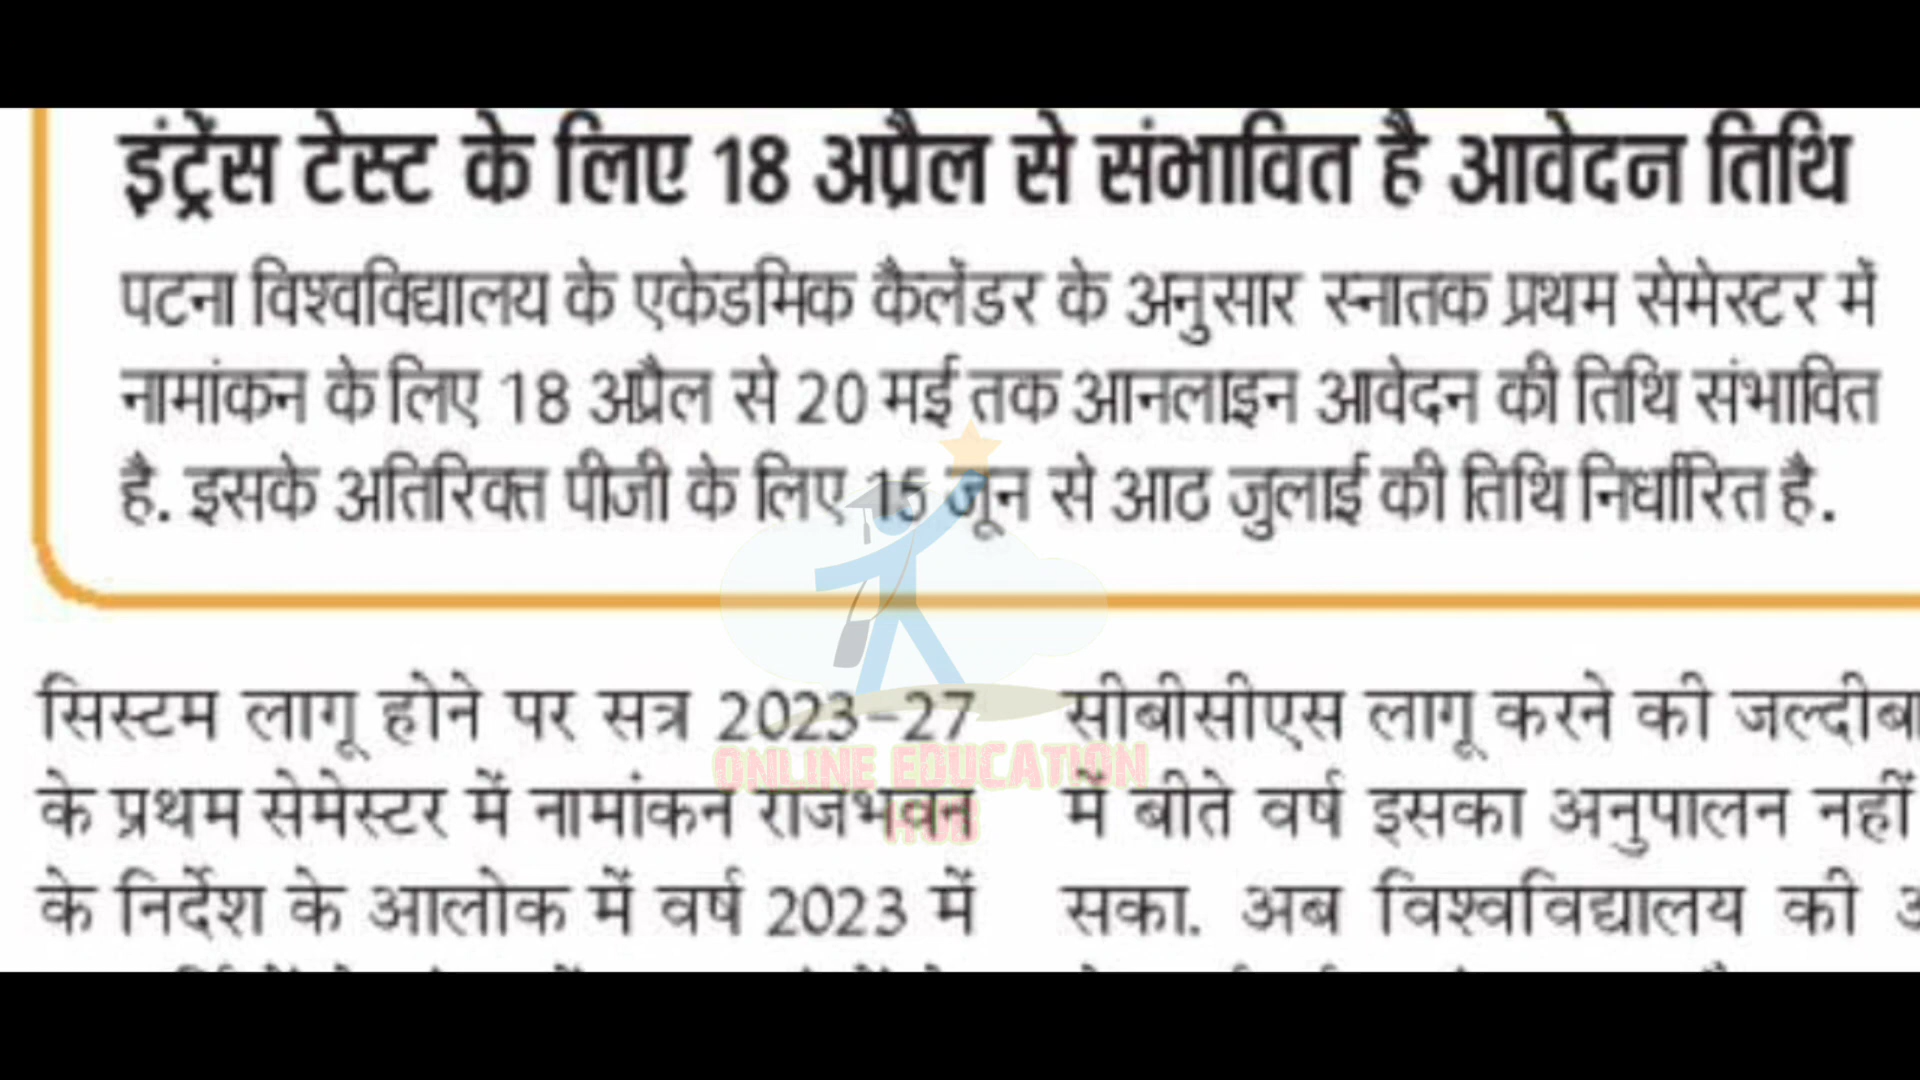 इंट्रेंस टेस्ट के लिए 18 अप्रैल से संभावित है आवेदन तिथि
पटना विश्वविद्यालय के एकेडमिक कैलेंडर के अनुसार स्नातक प्रथम सेमेस्टर में
नामांकन के लिए 18 अप्रैल से 20 मई तक आनलाइन आवेदन की तिथि संभावित
है. इसके अतिरिक्त पीजी के लिए 15 जून से आठ जुलाई की तिथि निर्धारित है.
सिस्टम लागू होने पर सत्र 2023-27
के प्रथम सेमेस्टर में नामांकन राजभवन
के निर्देश के आलोक में वर्ष 2023 में
सीबीसीएस लागू करने की जल्दीबा
में बीते वर्ष इसका अनुपालन नहीं
सका. अब विश्वविद्यालय की
ONLINE EDUCATION
HUB